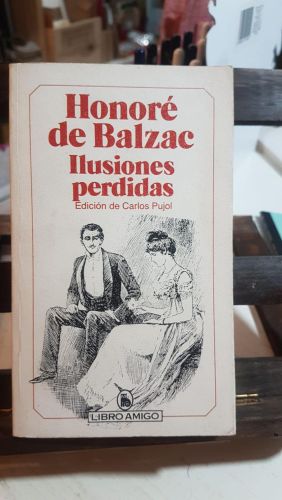 Honoré
de Balzac
Ilusiones
perdidas
Edición de Carlos Pujol
LIBRO AMIGO